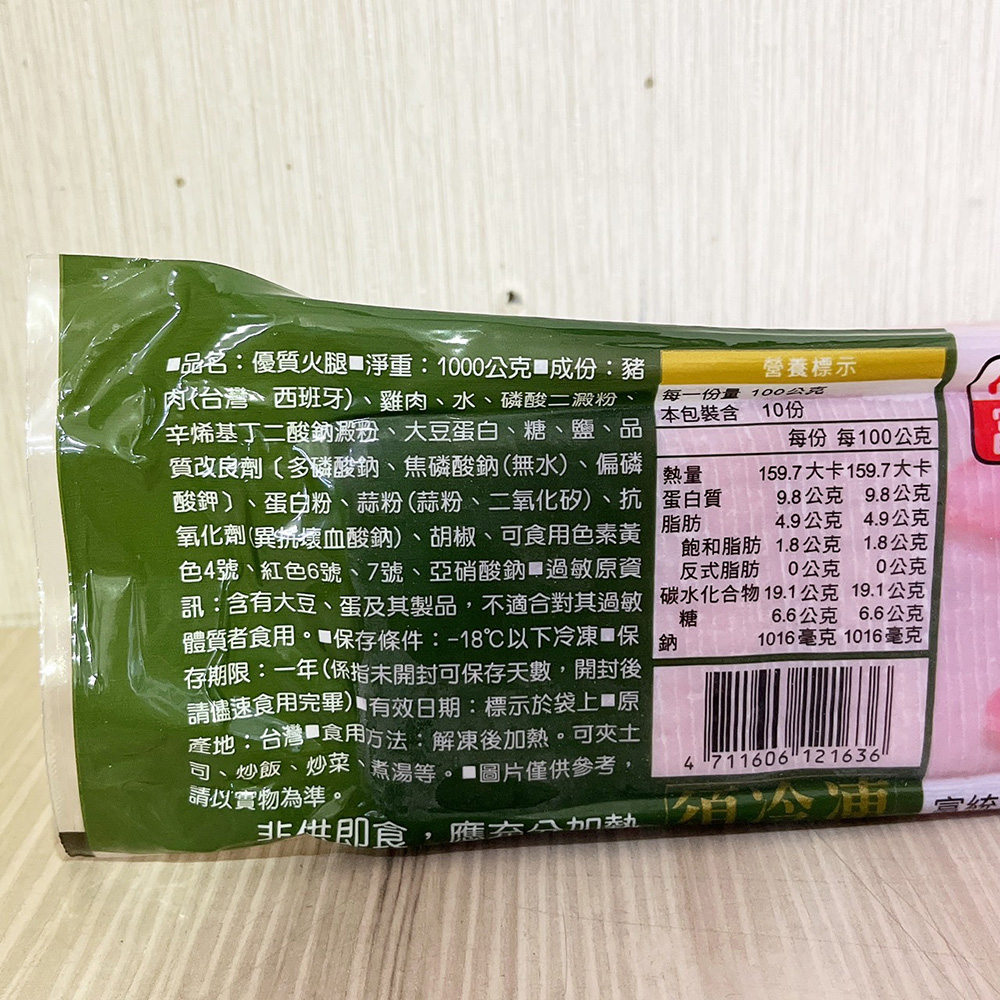 ■品名：優質火腿■淨重：1000公克■成份：豬
肉(台灣、西班牙)、雞肉、水、磷酸二澱粉、
辛烯基丁二酸鈉澱粉、大豆蛋白、糖、鹽、品
質改良劑〔多磷酸鈉、焦磷酸鈉(無水)、偏磷
酸鉀〕、蛋白粉、蒜粉(蒜粉、二氧化矽)、抗
氧化劑(異抗壞血酸鈉)、胡椒、可食用色素黃
色4號、紅色6號、7號、亞硝酸鈉■過敏原資
訊：含有大豆、蛋及其製品，不適合對其過敏
體質者食用。■保存條件：-18℃以下冷凍■保
存期限：一年(係指未開封可保存天數，開封後
請儘速食用完畢)■有效日期：標示於袋上■原
產地：台灣■食用方法：解凍後加熱。可夾土
司、炒飯、炒菜、煮湯等。■圖片僅供參考，
請以實物為準。
非供即食，應充分加熱
營養標示
每一份量 100公克
本包裝含 10份
每份 每100公克
熱量 159.7大卡 159.7大卡
蛋白質 9.8公克 9.8公克
脂肪 4.9公克 4.9公克
飽和脂肪 1.8公克 1.8公克
反式脂肪 0公克 0公克
碳水化合物 19.1公克 19.1公克
糖 6.6公克 6.6公克
鈉 1016毫克 1016毫克
4 711606 121636
須冷凍
富統